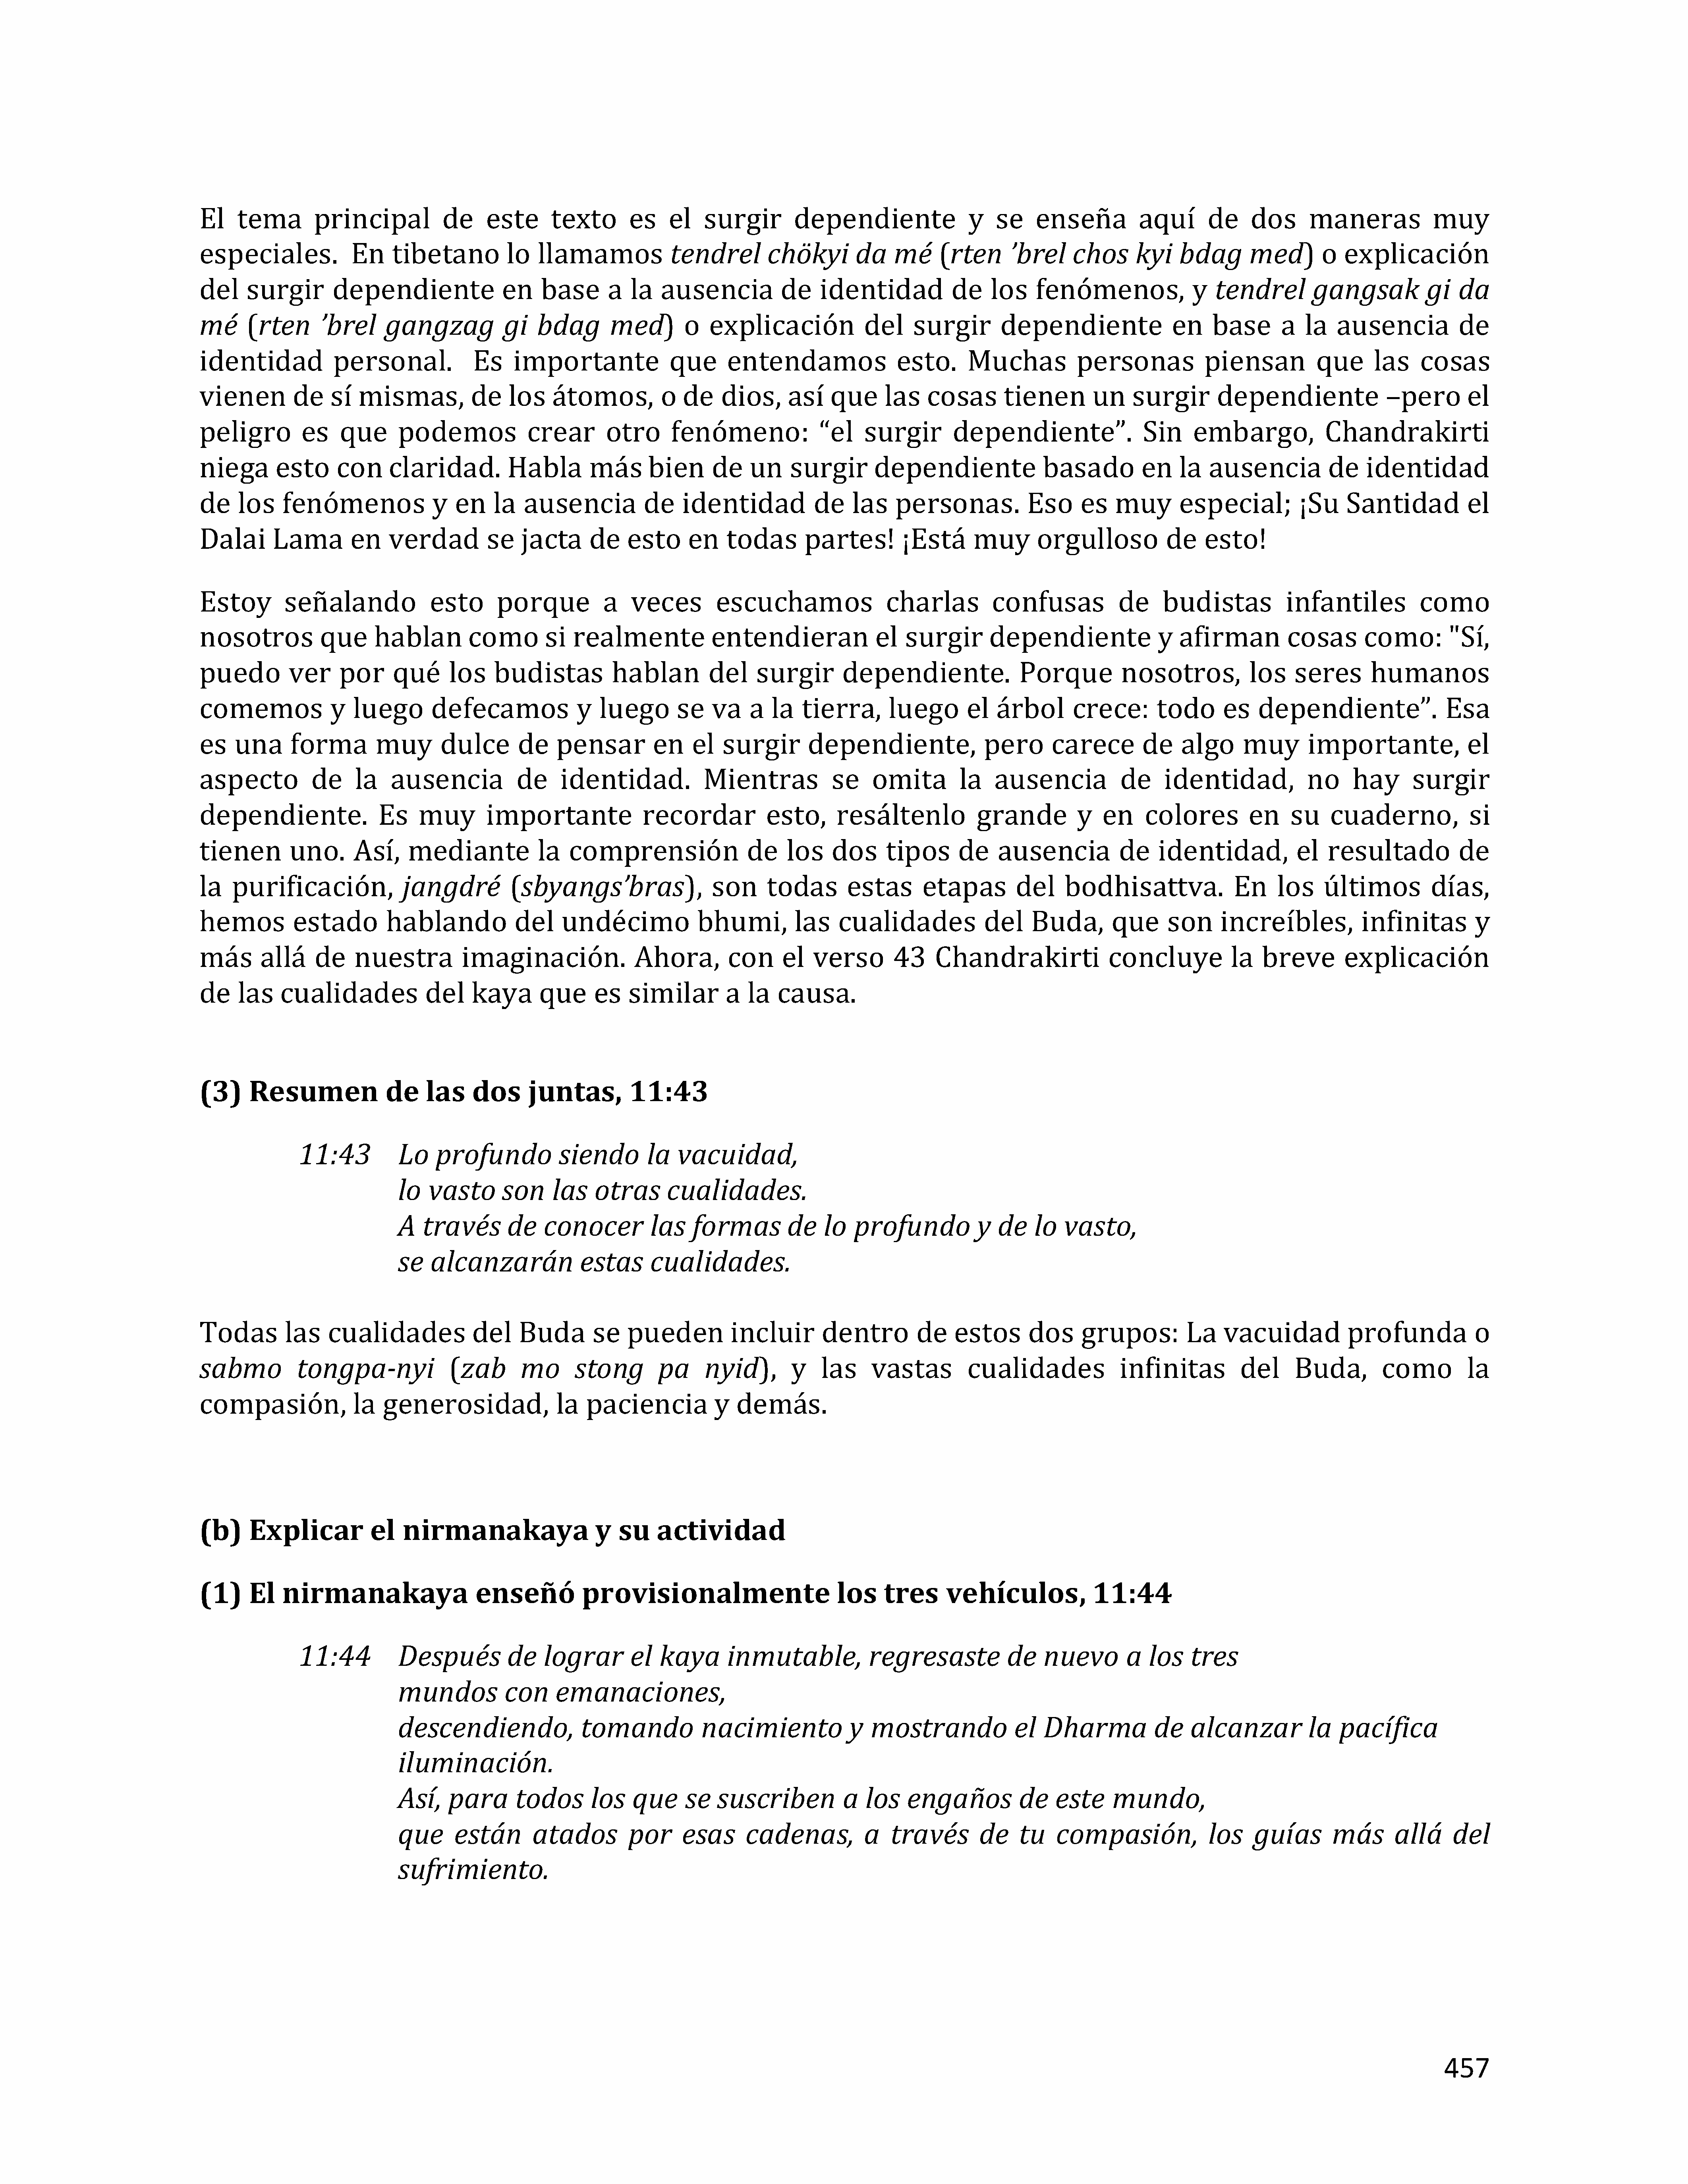 El tema principal de este texto es el surgir dependiente y se enseña aquí de dos maneras muy
especiales.  En tibetano lo llamamos tendrel chökyi da mé (rten ’brel chos kyi bdag med) o explicación
del surgir dependiente en base a la ausencia de identidad de los fenómenos, y tendrel gangsak gi da
mé (rten ’brel gangzag gi bdag med) o explicación del surgir dependiente en base a la ausencia de
identidad personal.  Es importante que entendamos esto. Muchas personas piensan que las cosas
vienen de sí mismas, de los átomos, o de dios, así que las cosas tienen un surgir dependiente –pero el
peligro es que podemos crear otro fenómeno: “el surgir dependiente”. Sin embargo, Chandrakirti
niega esto con claridad. Habla más bien de un surgir dependiente basado en la ausencia de identidad
de los fenómenos y en la ausencia de identidad de las personas. Eso es muy especial; ¡Su Santidad el
Dalai Lama en verdad se jacta de esto en todas partes! ¡Está muy orgulloso de esto!
Estoy señalando esto porque a veces escuchamos charlas confusas de budistas infantiles como
nosotros que hablan como si realmente entendieran el surgir dependiente y afirman cosas como: "Sí,
puedo ver por qué los budistas hablan del surgir dependiente. Porque nosotros, los seres humanos
comemos y luego defecamos y luego se va a la tierra, luego el árbol crece: todo es dependiente”. Esa
es una forma muy dulce de pensar en el surgir dependiente, pero carece de algo muy importante, el
aspecto de la ausencia de identidad. Mientras se omita la ausencia de identidad, no hay surgir
dependiente. Es muy importante recordar esto, resáltenlo grande y en colores en su cuaderno, si
tienen uno. Así, mediante la comprensión de los dos tipos de ausencia de identidad, el resultado de
la purificación, jangdré (sbyangs’bras), son todas estas etapas del bodhisattva. En los últimos días,
hemos estado hablando del undécimo bhumi, las cualidades del Buda, que son increíbles, infinitas y
más allá de nuestra imaginación. Ahora, con el verso 43 Chandrakirti concluye la breve explicación
de las cualidades del kaya que es similar a la causa.
(3) Resumen de las dos juntas, 11:43
11:43 Lo profundo siendo la vacuidad,
lo vasto son las otras cualidades.
A través de conocer las formas de lo profundo y de lo vasto,
se alcanzarán estas cualidades.
Todas las cualidades del Buda se pueden incluir dentro de estos dos grupos: La vacuidad profunda o
sabmo tongpa-nyi (zab mo stong pa nyid), y las vastas cualidades infinitas del Buda, como la
compasión, la generosidad, la paciencia y demás.
(b) Explicar el nirmanakaya y su actividad
(1) El nirmanakaya enseñó provisionalmente los tres vehículos, 11:44
11:44 Después de lograr el kaya inmutable, regresaste de nuevo a los tres
mundos con emanaciones,
descendiendo, tomando nacimiento y mostrando el Dharma de alcanzar la pacífica
iluminación.
Así, para todos los que se suscriben a los engaños de este mundo,
que están atados por esas cadenas, a través de tu compasión, los guías más allá del
sufrimiento.
457